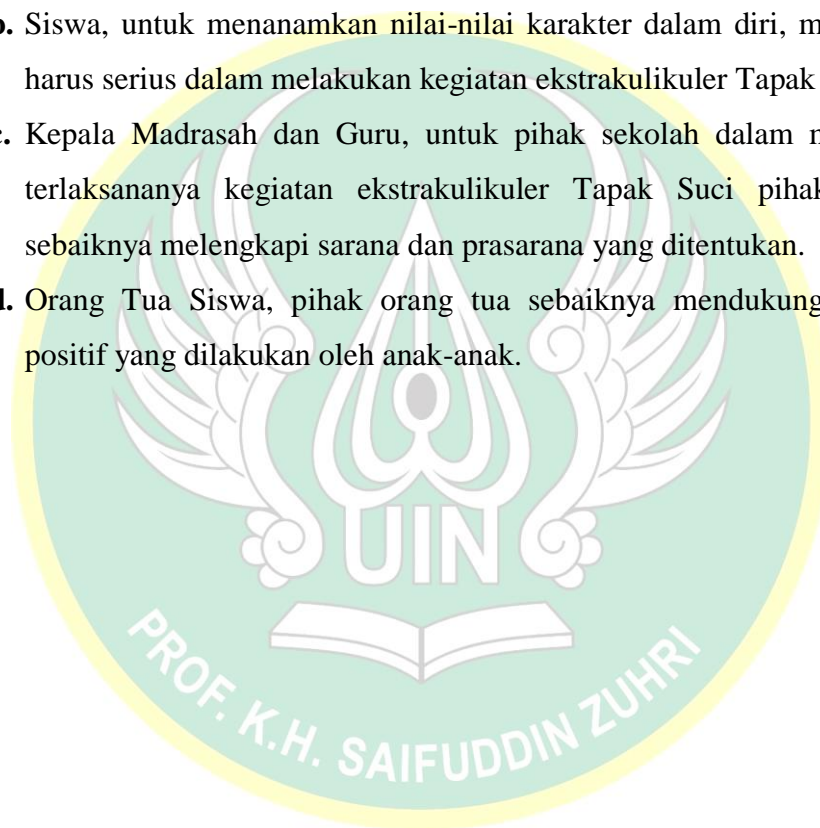 b. Siswa, untuk menanamkan nilai-nilai karakter dalam diri,
harus serius dalam melakukan kegiatan ekstrakulikuler Tapak
c. Kepala Madrasah dan Guru, untuk pihak sekolah dalam
terlaksananya kegiatan ekstrakulikuler Tapak Suci pihak
sebaiknya melengkapi sarana dan prasarana yang ditentukan.
d. Orang Tua Siswa, pihak orang tua sebaiknya mendukung
positif yang dilakukan oleh anak-anak.
UIN
PROF. K.H. SAIFUDDIN ZUHRI